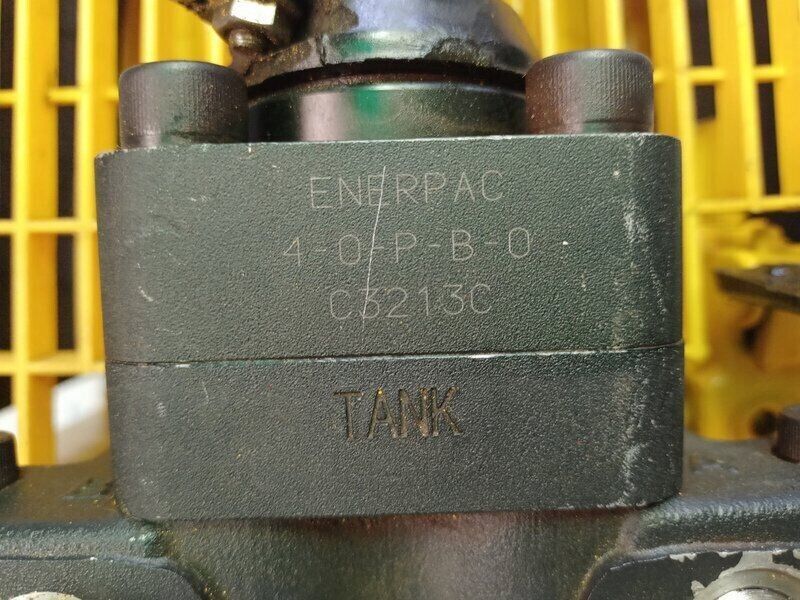 ENERPAC
4-0-P-B-0
C3213C
TANK